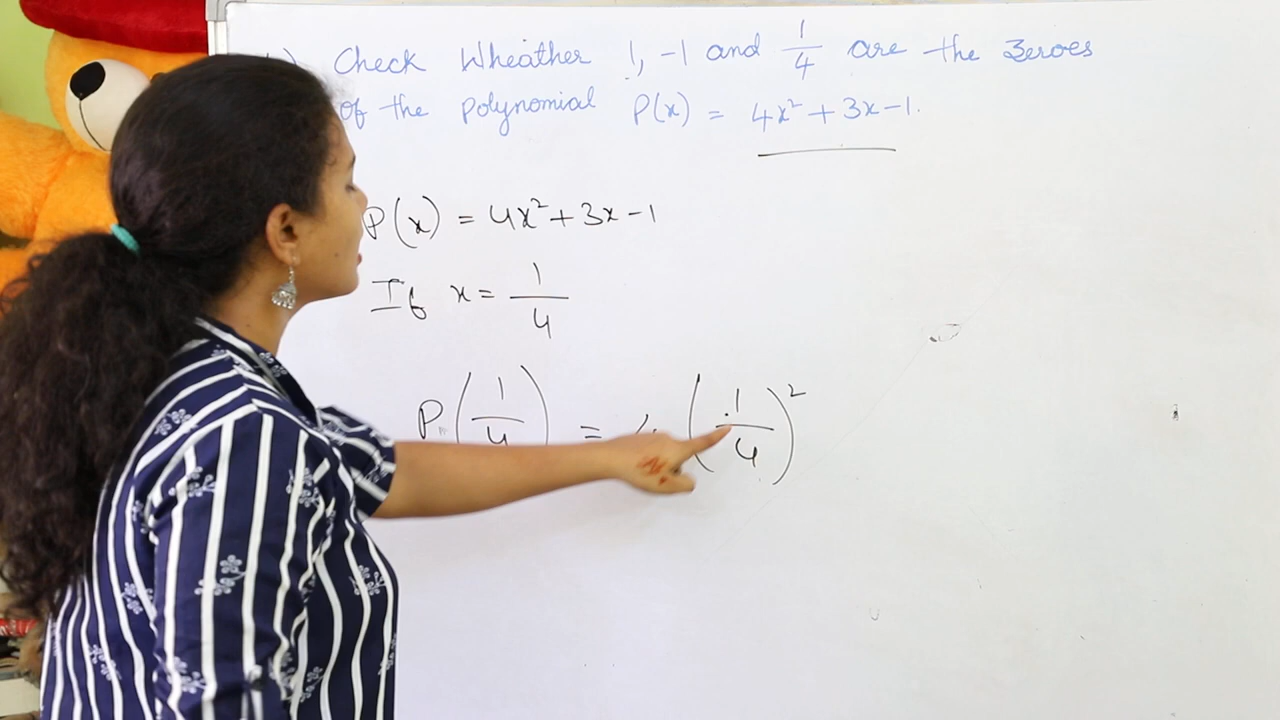 Check Wheather 1, -1 and 1/4 are the zeroes
of the polynomial P(x) = 4x² + 3x - 1.
P(x) = 4x² + 3x - 1
If x = 1/4
P(1/4) = (1/4)²